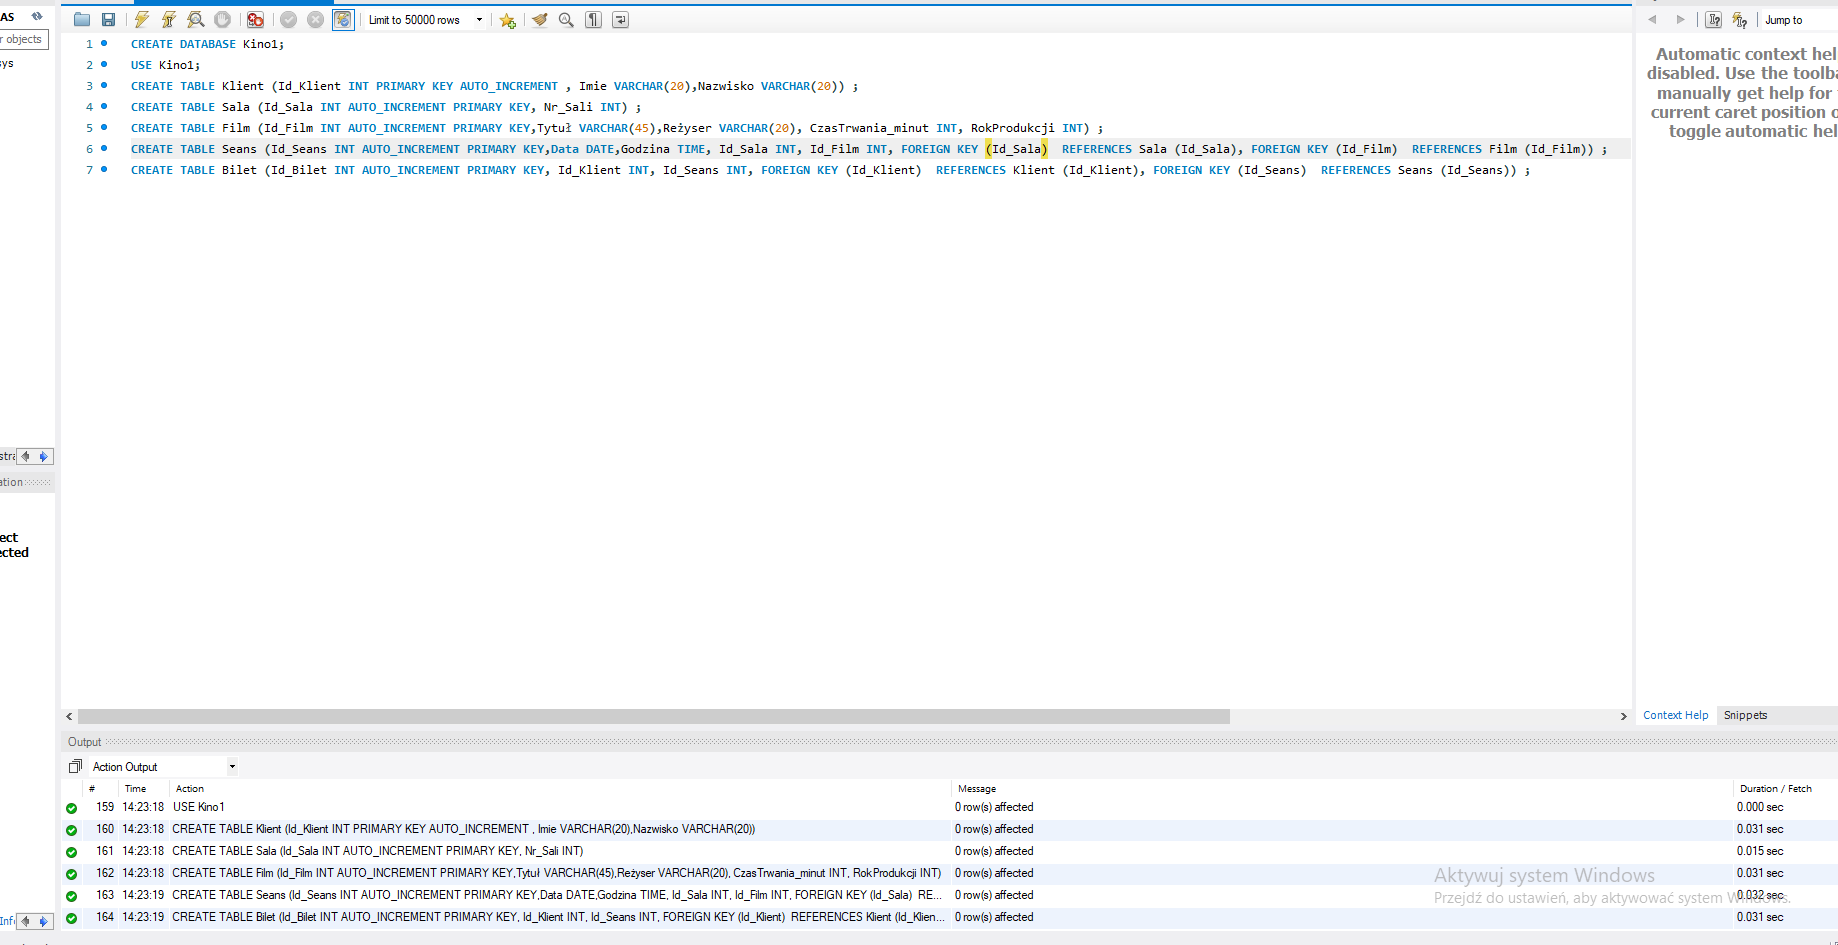 AS
r objects
ys
Limit to 50000 rows
Jump to
1 CREATE DATABASE Kino1;
2 USE Kino1;
3 CREATE TABLE Klient (Id_Klient INT PRIMARY KEY AUTO_INCREMENT , Imie VARCHAR(20),Nazwisko VARCHAR(20)) ;
4 CREATE TABLE Sala (Id_Sala INT AUTO_INCREMENT PRIMARY KEY, Nr_Sali INT) ;
5 CREATE TABLE Film (Id_Film INT AUTO_INCREMENT PRIMARY KEY,Tytuł VARCHAR(45),Reżyser VARCHAR(20), CzasTrwania_minut INT, RokProdukcji INT) ;
6 CREATE TABLE Seans (Id_Seans INT AUTO_INCREMENT PRIMARY KEY,Data DATE,Godzina TIME, Id_Sala INT, Id_Film INT, FOREIGN KEY (Id_Sala)  REFERENCES Sala (Id_Sala), FOREIGN KEY (Id_Film)  REFERENCES Film (Id_Film)) ;
7 CREATE TABLE Bilet (Id_Bilet INT AUTO_INCREMENT PRIMARY KEY, Id_Klient INT, Id_Seans INT, FOREIGN KEY (Id_Klient)  REFERENCES Klient (Id_Klient), FOREIGN KEY (Id_Seans)  REFERENCES Seans (Id_Seans)) ;
Automatic context hel
disabled. Use the toolba
manually get help for
current caret position o
toggle automatic hel
stra
ation
ect
ected
Info
Context Help
Snippets
Output
Action Output
# Time Action Message Duration / Fetch
159 14:23:18 USE Kino1 0 row(s) affected 0.000 sec
160 14:23:18 CREATE TABLE Klient (Id_Klient INT PRIMARY KEY AUTO_INCREMENT , Imie VARCHAR(20),Nazwisko VARCHAR(20)) 0 row(s) affected 0.031 sec
161 14:23:18 CREATE TABLE Sala (Id_Sala INT AUTO_INCREMENT PRIMARY KEY, Nr_Sali INT) 0 row(s) affected 0.015 sec
162 14:23:18 CREATE TABLE Film (Id_Film INT AUTO_INCREMENT PRIMARY KEY,Tytuł VARCHAR(45),Reżyser VARCHAR(20), CzasTrwania_minut INT, RokProdukcji INT) 0 row(s) affected 0.031 sec
163 14:23:19 CREATE TABLE Seans (Id_Seans INT AUTO_INCREMENT PRIMARY KEY,Data DATE,Godzina TIME, Id_Sala INT, Id_Film INT, FOREIGN KEY (Id_Sala)  RE... 0 row(s) affected 0.032 sec
164 14:23:19 CREATE TABLE Bilet (Id_Bilet INT AUTO_INCREMENT PRIMARY KEY, Id_Klient INT, Id_Seans INT, FOREIGN KEY (Id_Klient)  REFERENCES Klient (Id_Klien... 0 row(s) affected 0.031 sec
Aktywuj system Windows
Przejdź do ustawień, aby aktywować system Windows.